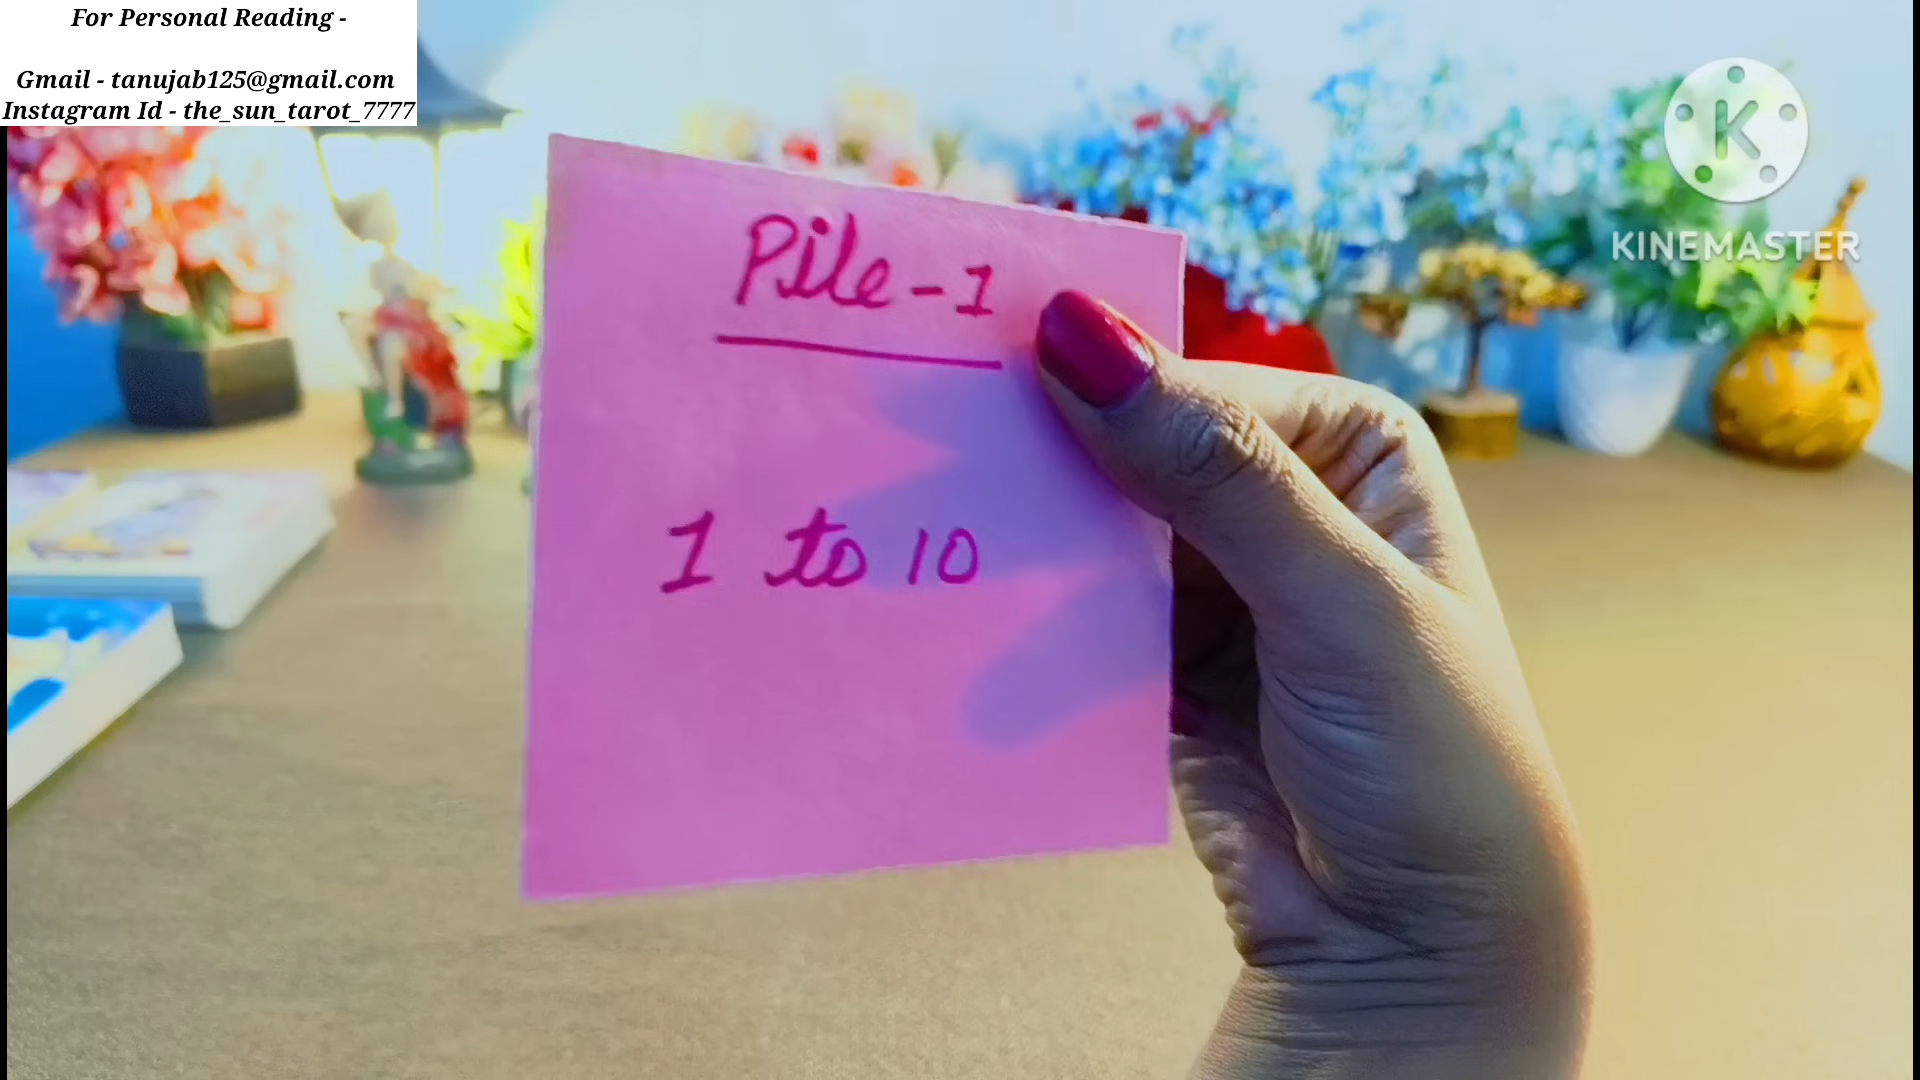 For Personal Reading -
Gmail - tanujab125@gmail.com
Instagram Id - the_sun_tarot_7777
K
KINEMASTER
Pile - 1
1 to 10